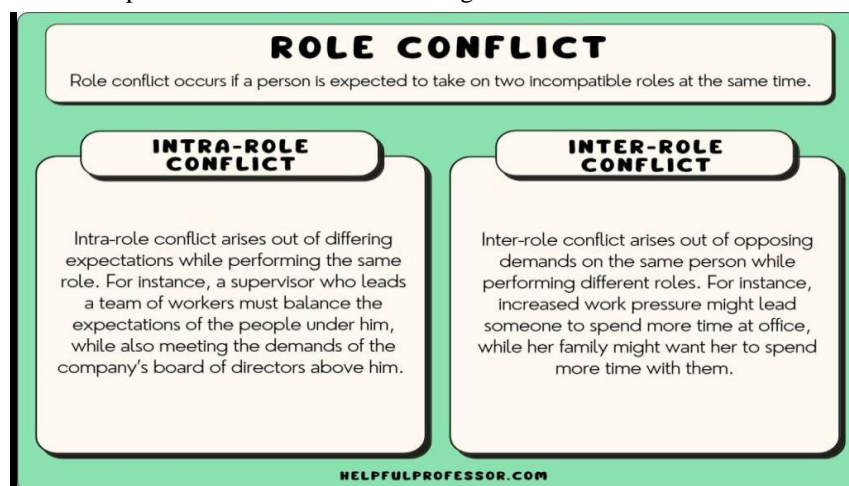 ROLE CONFLICT
Role conflict occurs if a person is expected to take on two incompatible roles at the same time.
INTRA-ROLE
CONFLICT
Intra-role conflict arises out of differing
expectations while performing the same
role. For instance, a supervisor who leads
a team of workers must balance the
expectations of the people under him,
while also meeting the demands of the
company's board of directors above him.
INTER-ROLE
CONFLICT
Inter-role conflict arises out of opposing
demands on the same person while
performing different roles. For instance,
increased work pressure might lead
someone to spend more time at office,
while her family might want her to spend
more time with them.
HELPFULPROFESSOR.COM